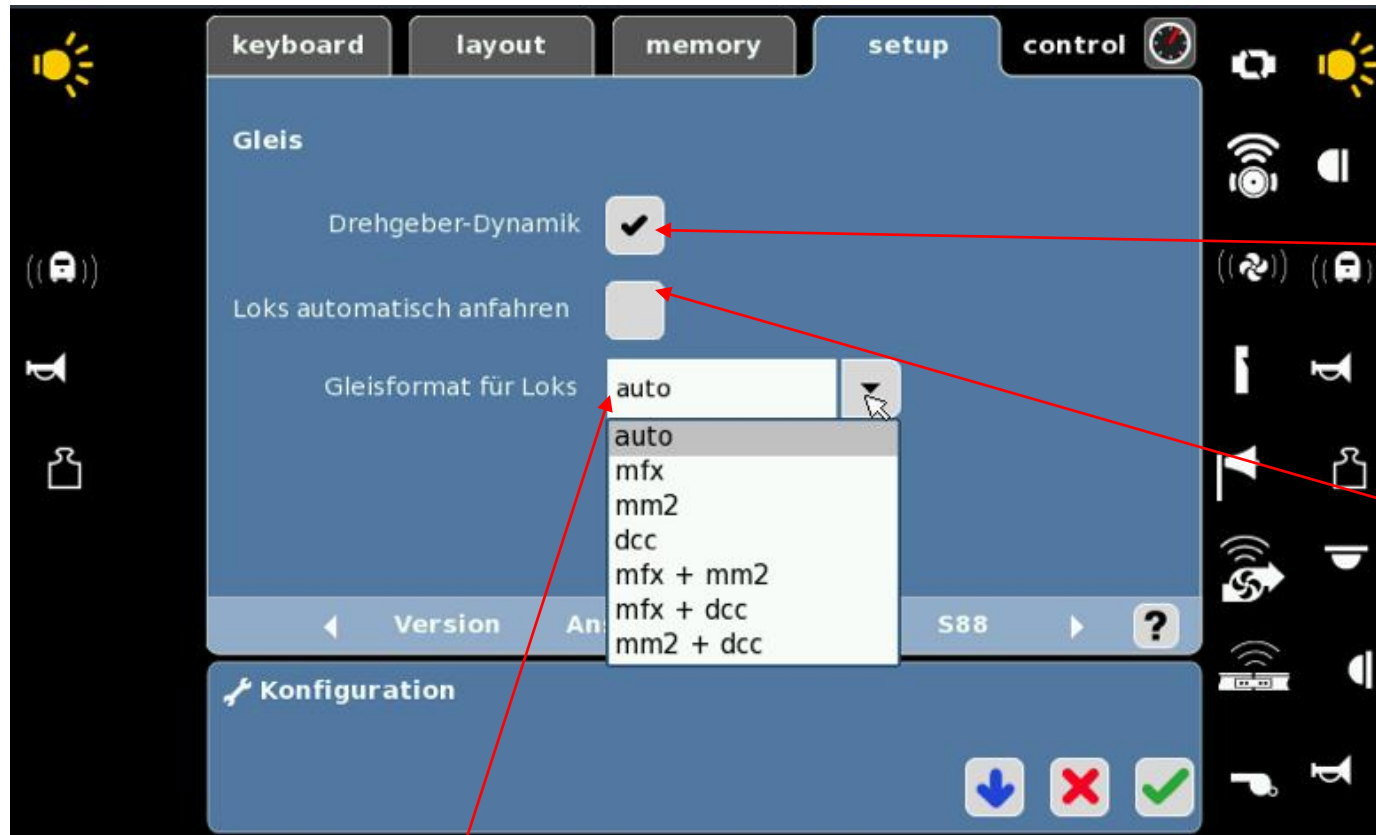 keyboard layout memory setup control
Gleis
Drehgeber-Dynamik
Loks automatisch anfahren
Gleisformat für Loks auto
auto
mfx
mm2
dcc
mfx + mm2
mfx + dcc
mm2 + dcc
Version S88 ?
Konfiguration